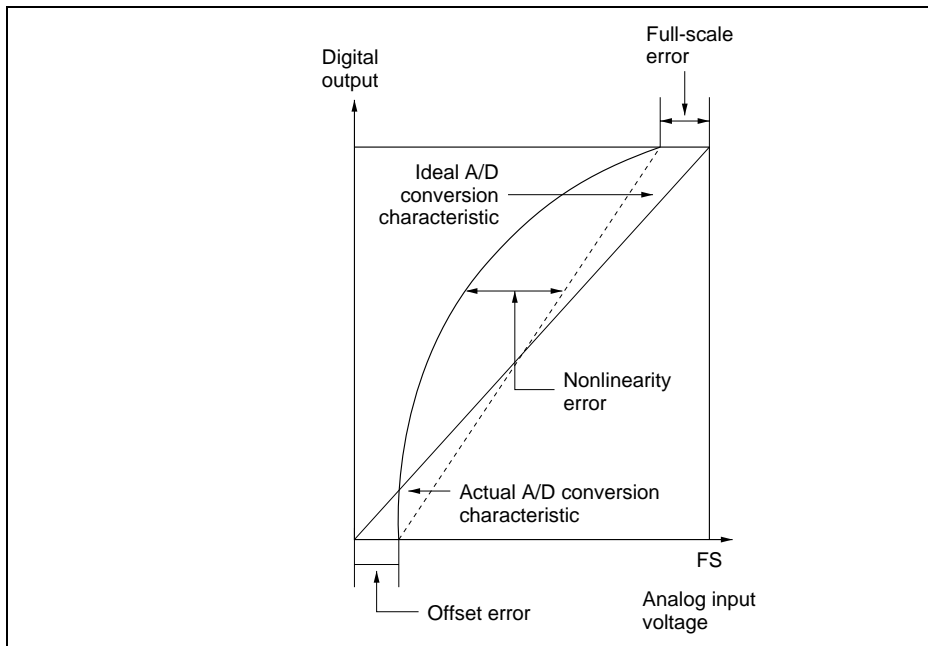 Full-scale
error
Digital
output
Ideal A/D
conversion
characteristic
Nonlinearity
error
Actual A/D conversion
characteristic
FS
Offset error
Analog input
voltage